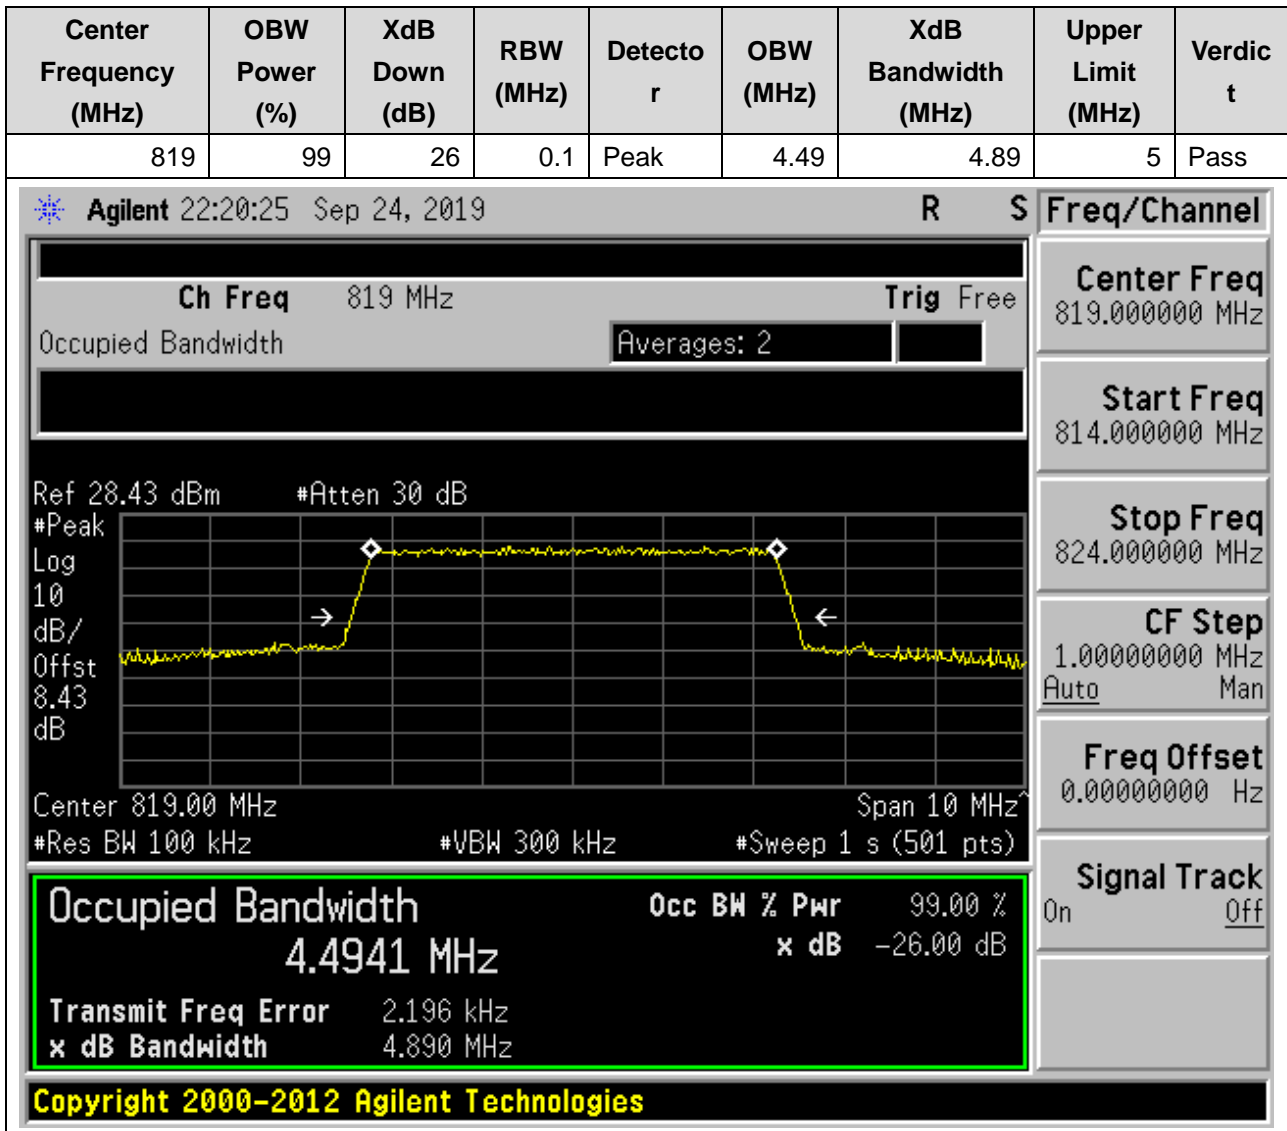 Center Frequency (MHz) OBW Power (%) XdB Down (dB) RBW (MHz) Detector OBW (MHz) XdB Bandwidth (MHz) Upper Limit (MHz) Verdict
819 99 26 0.1 Peak 4.49 4.89 5 Pass
Agilent 22:20:25 Sep 24, 2019 R S
Ch Freq 819 MHz Trig Free
Occupied Bandwidth Averages: 2
Ref 28.43 dBm #Atten 30 dB
#Peak
Log
10
dB/
Offst
8.43
dB
Center 819.00 MHz Span 10 MHz^
#Res BW 100 kHz #VBW 300 kHz #Sweep 1 s (501 pts)
Occupied Bandwidth Occ BW % Pwr 99.00 %
4.4941 MHz x dB -26.00 dB
Transmit Freq Error 2.196 kHz
x dB Bandwidth 4.890 MHz
Copyright 2000-2012 Agilent Technologies
Freq/Channel
Center Freq
819.000000 MHz
Start Freq
814.000000 MHz
Stop Freq
824.000000 MHz
CF Step
1.00000000 MHz
Auto Man
Freq Offset
0.00000000 Hz
Signal Track
On Off